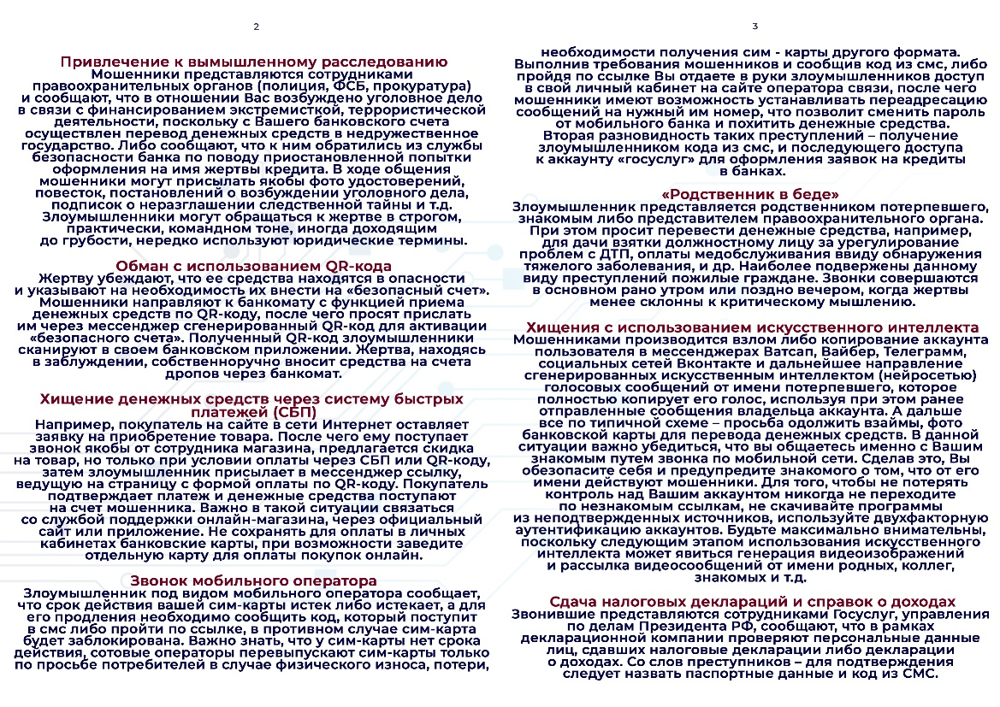 2
Привлечение к вымышленному расследованию
Мошенники представляются сотрудниками
правоохранительных органов (полиция, ФСБ, прокуратура)
и сообщают, что в отношении Вас возбуждено уголовное дело
в связи с финансированием экстремисткой, террористической
деятельности, поскольку с Вашего банковского счета
осуществлен перевод денежных средств в недружественное
государство. Либо сообщают, что к ним обратились из службы
безопасности банка по поводу приостановленной попытки
оформления на имя жертвы кредита. В ходе общения
мошенники могут присылать якобы фото удостоверений,
повесток, постановлений о возбуждении уголовного дела,
подписок о неразглашении следственной тайны и т.д.
Злоумышленники могут обращаться к жертве в строгом,
практически, командном тоне, иногда доходящим
до грубости, нередко используют юридические термины.
Обман с использованием QR-кода
Жертву убеждают, что ее средства находятся в опасности
и указывают на необходимость их внести на «безопасный счет».
Мошенники направляют к банкомату с функцией приема
денежных средств по QR-коду, после чего просят прислать
им через мессенджер сгенерированный QR-код для активации
«безопасного счета». Полученный QR-код злоумышленники
сканируют в своем банковском приложении. Жертва, находясь
в заблуждении, собственноручно вносит средства на счета
дропов через банкомат.
Хищение денежных средств через систему быстрых
платежей (СБП)
Например, покупатель на сайте в сети Интернет оставляет
заявку на приобретение товара. После чего ему поступает
звонок якобы от сотрудника магазина, предлагается скидка
на товар, но только при условии оплаты через СБП или QR-коду,
затем злоумышленник присылает в мессенджер ссылку,
ведущую на страницу с формой оплаты по QR-коду. Покупатель
подтверждает платеж и денежные средства поступают
на счет мошенника. Важно в такой ситуации связаться
со службой поддержки онлайн-магазина, через официальный
сайт или приложение. Не сохранять для оплаты в личных
кабинетах банковские карты, при возможности заведите
отдельную карту для оплаты покупок онлайн.
Звонок мобильного оператора
Злоумышленник под видом мобильного оператора сообщает,
что срок действия вашей сим-карты истек либо истекает, а для
его продления необходимо сообщить код, который поступит
в смс либо пройти по ссылке, в противном случае сим-карта
будет заблокирована. Важно знать, что у сим-карты нет срока
действия, сотовые операторы перевыпускают сим-карты только
по просьбе потребителей в случае физического износа, потери,
3
необходимости получения сим - карты другого формата.
Выполнив требования мошенников и сообщив код из смс, либо
пройдя по ссылке Вы отдаете в руки злоумышленников доступ
в свой личный кабинет на сайте оператора связи, после чего
мошенники имеют возможность устанавливать переадресацию
сообщений на нужный им номер, что позволит сменить пароль
от мобильного банка и похитить денежные средства.
Вторая разновидность таких преступлений – получение
злоумышленником кода из смс, и последующего доступа
к аккаунту «госуслуг» для оформления заявок на кредиты
в банках.
«Родственник в беде»
Злоумышленник представляется родственником потерпевшего,
знакомым либо представителем правоохранительного органа.
При этом просит перевести денежные средства, например,
для дачи взятки должностному лицу за урегулирование
проблем с ДТП, оплаты медобслуживания ввиду обнаружения
тяжелого заболевания, и др. Наиболее подвержены данному
виду преступлений пожилые граждане. Звонки совершаются
в основном рано утром или поздно вечером, когда жертвы
менее склонны к критическому мышлению.
Хищения с использованием искусственного интеллекта
Мошенниками производится взлом либо копирование аккаунта
пользователя в мессенджерах Ватсап, Вайбер, Телеграмм,
социальных сетей Вконтакте и дальнейшее направление
сгенерированных искусственным интеллектом (нейросетью)
голосовых сообщений от имени потерпевшего, которое
полностью копирует его голос, используя при этом ранее
отправленные сообщения владельца аккаунта. А дальше
все по типичной схеме – просьба одолжить взаймы, фото
банковской карты для перевода денежных средств. В данной
ситуации важно убедиться, что вы общаетесь именно с Вашим
знакомым путем звонка по мобильной сети. Сделав это, Вы
обезопасите себя и предупредите знакомого о том, что от его
имени действуют мошенники. Для того, чтобы не потерять
контроль над Вашим аккаунтом никогда не переходите
по незнакомым ссылкам, не скачивайте программы
из неподтвержденных источников, используйте двухфакторную
аутентификацию аккаунтов. Будьте максимально внимательны,
поскольку следующим этапом использования искусственного
интеллекта может явиться генерация видеоизображений
и рассылка видеосообщений от имени родных, коллег,
знакомых и т.д.
Сдача налоговых деклараций и справок о доходах
Звонившие представляются сотрудниками Госуслуг, управления
по делам Президента РФ, сообщают, что в рамках
декларационной компании проверяют персональные данные
лиц, сдавших налоговые декларации либо декларации
о доходах. Со слов преступников – для подтверждения
следует назвать паспортные данные и код из СМС.